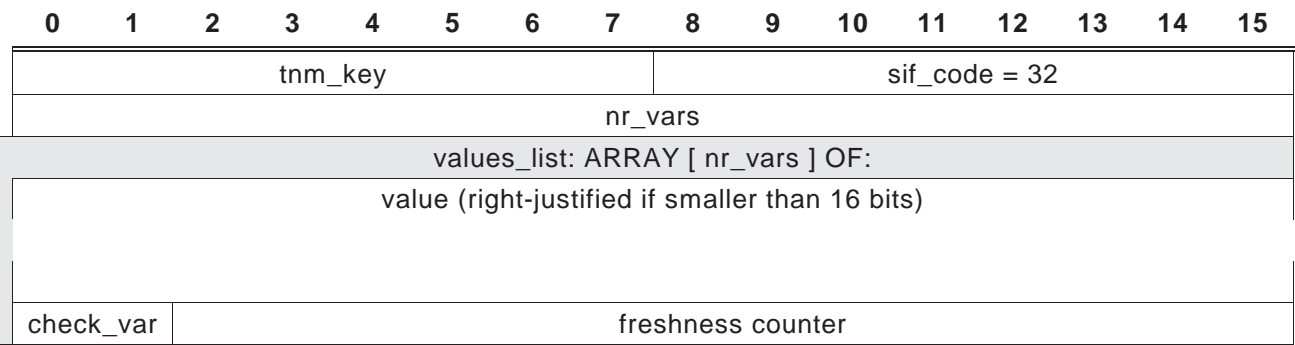 0 1 2 3 4 5 6 7 8 9 10 11 12 13 14 15
tnm_key sif_code = 32
nr_vars
values_list: ARRAY [ nr_vars ] OF:
value (right-justified if smaller than 16 bits)
check_var freshness counter